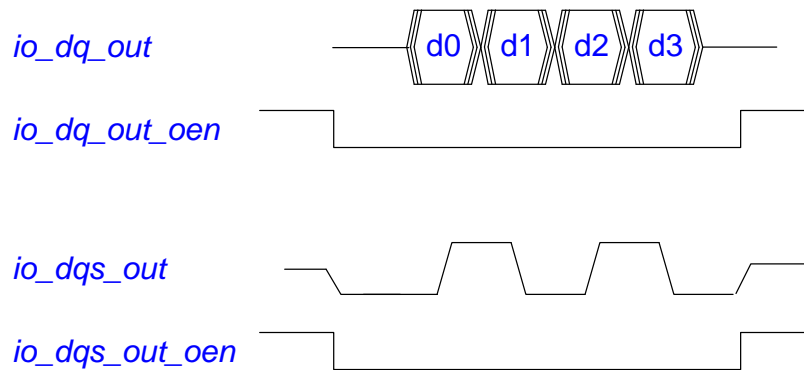 io_dq_out
d0 d1 d2 d3
io_dq_out_oen
io_dqs_out
io_dqs_out_oen